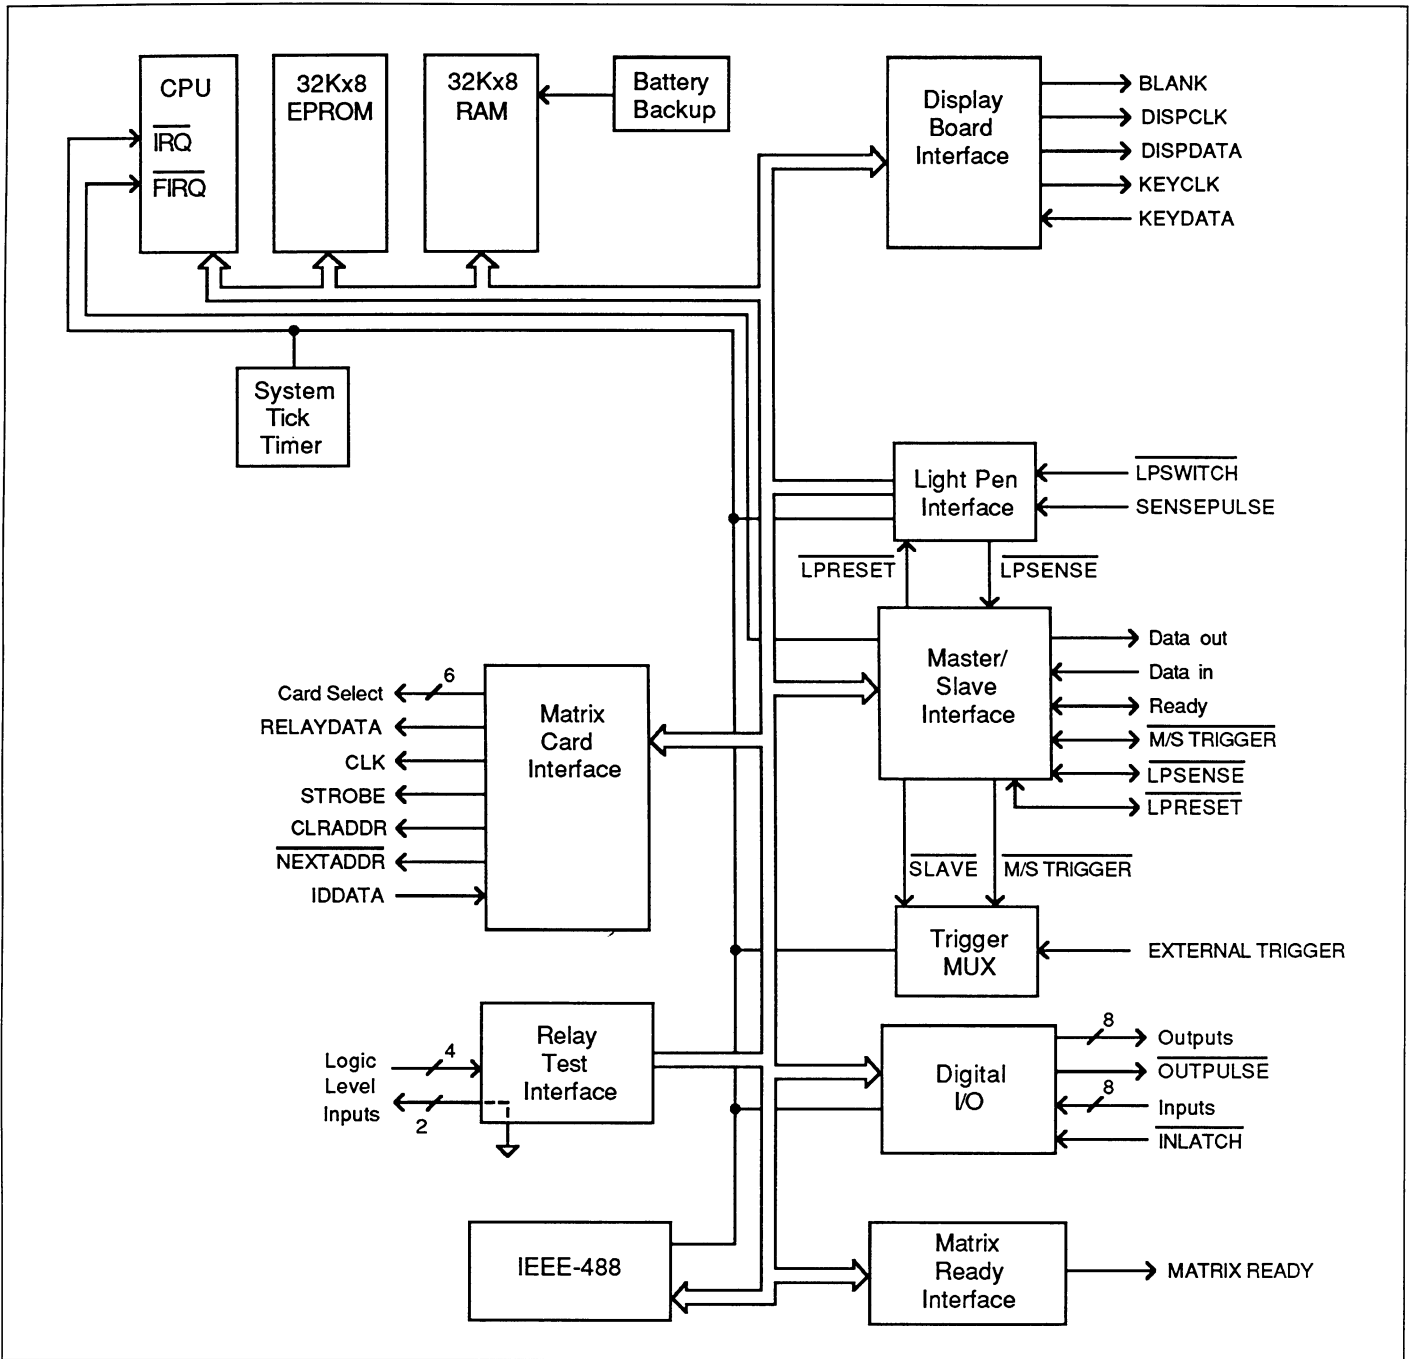 CPU
IRQ
FIRQ
32Kx8
EPROM
32Kx8
RAM
Battery
Backup
Display
Board
Interface
BLANK
DISPCLK
DISPDATA
KEYCLK
KEYDATA
System
Tick
Timer
Light Pen
Interface
LPSWITCH
SENSEPULSE
LPRESET
LPSENSE
Master/
Slave
Interface
Data out
Data in
Ready
M/S TRIGGER
LPSENSE
LPRESET
Matrix
Card
Interface
Card Select
6
RELAYDATA
CLK
STROBE
CLRADDR
NEXTADDR
IDDATA
SLAVE
M/S TRIGGER
Trigger
MUX
EXTERNAL TRIGGER
Relay
Test
Interface
Logic
Level
Inputs
4
2
Digital
I/O
8
Outputs
OUTPULSE
8
Inputs
INLATCH
IEEE-488
Matrix
Ready
Interface
MATRIX READY